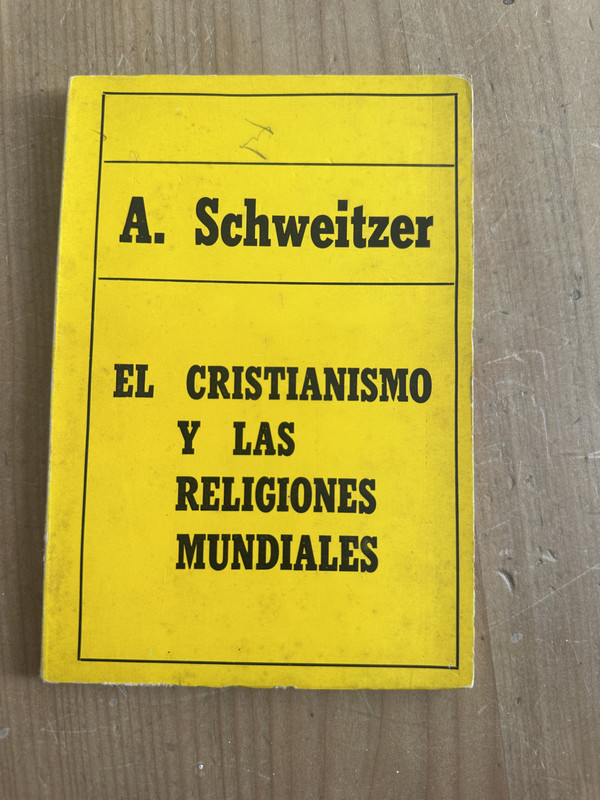 A. Schweitzer
EL CRISTIANISMO
Y LAS
RELIGIONES
MUNDIALES